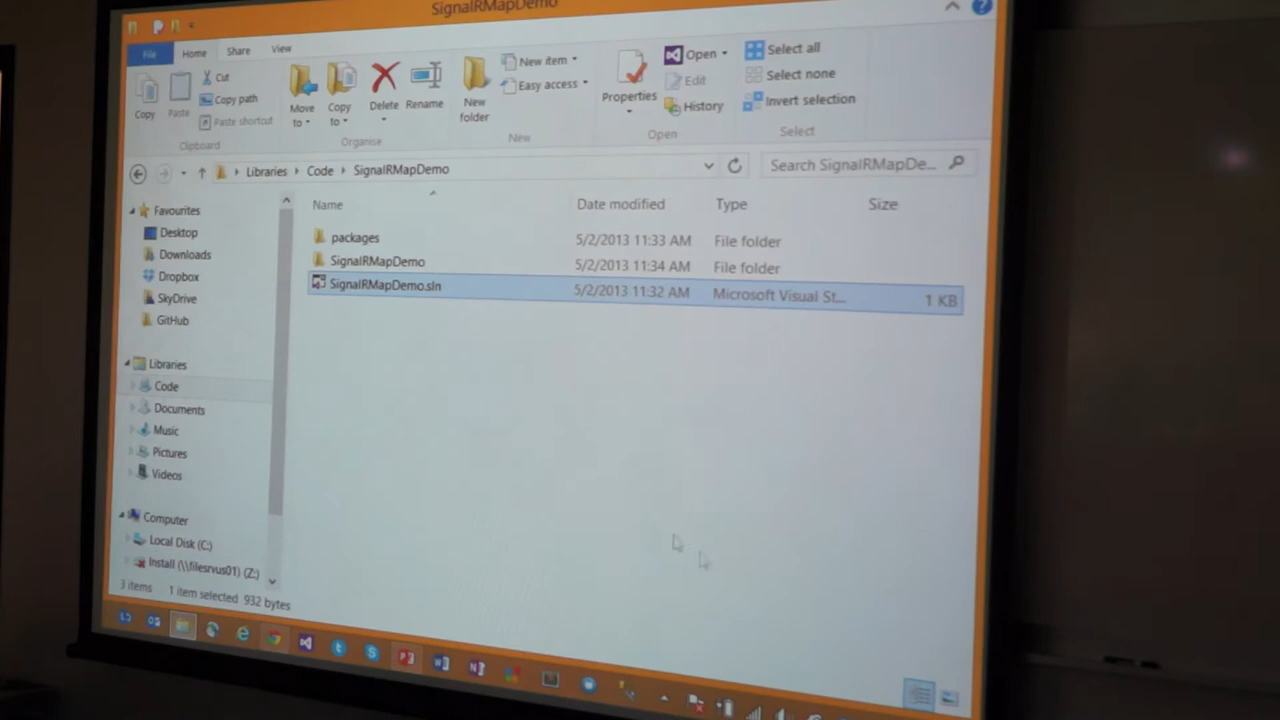 SignalRMapDemo
File Home Share View
Copy
Paste
Cut
Copy path
Paste shortcut
Clipboard
Move to
Copy to
Delete
Rename
Organise
New folder
New item
Easy access
New
Properties
Open
Edit
History
Open
Select all
Select none
Invert selection
Select
Libraries Code SignalRMapDemo
Search SignalRMapDe...
Name Date modified Type Size
packages 5/2/2013 11:33 AM File folder
SignalRMapDemo 5/2/2013 11:34 AM File folder
SignalRMapDemo.sln 5/2/2013 11:32 AM Microsoft Visual St... 1 KB
Favourites
Desktop
Downloads
Dropbox
SkyDrive
GitHub
Libraries
Code
Documents
Music
Pictures
Videos
Computer
Local Disk (C:)
Install (\\filesrvus01) (Z:)
3 items 1 item selected 932 bytes